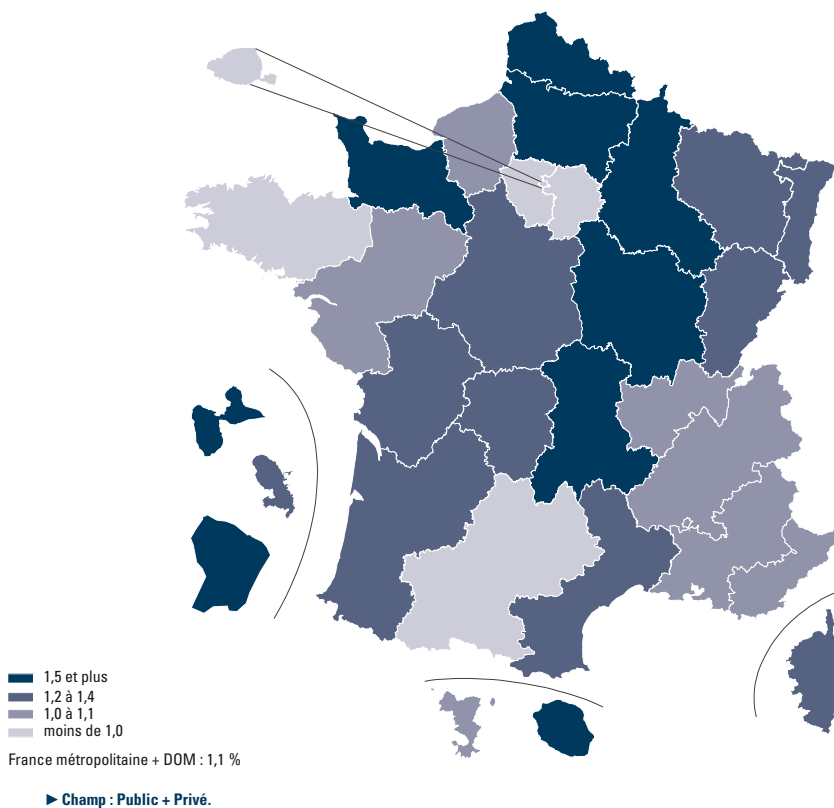 1,5 et plus
1,2 à 1,4
1,0 à 1,1
moins de 1,0
France métropolitaine + DOM : 1,1 %
► Champ : Public + Privé.